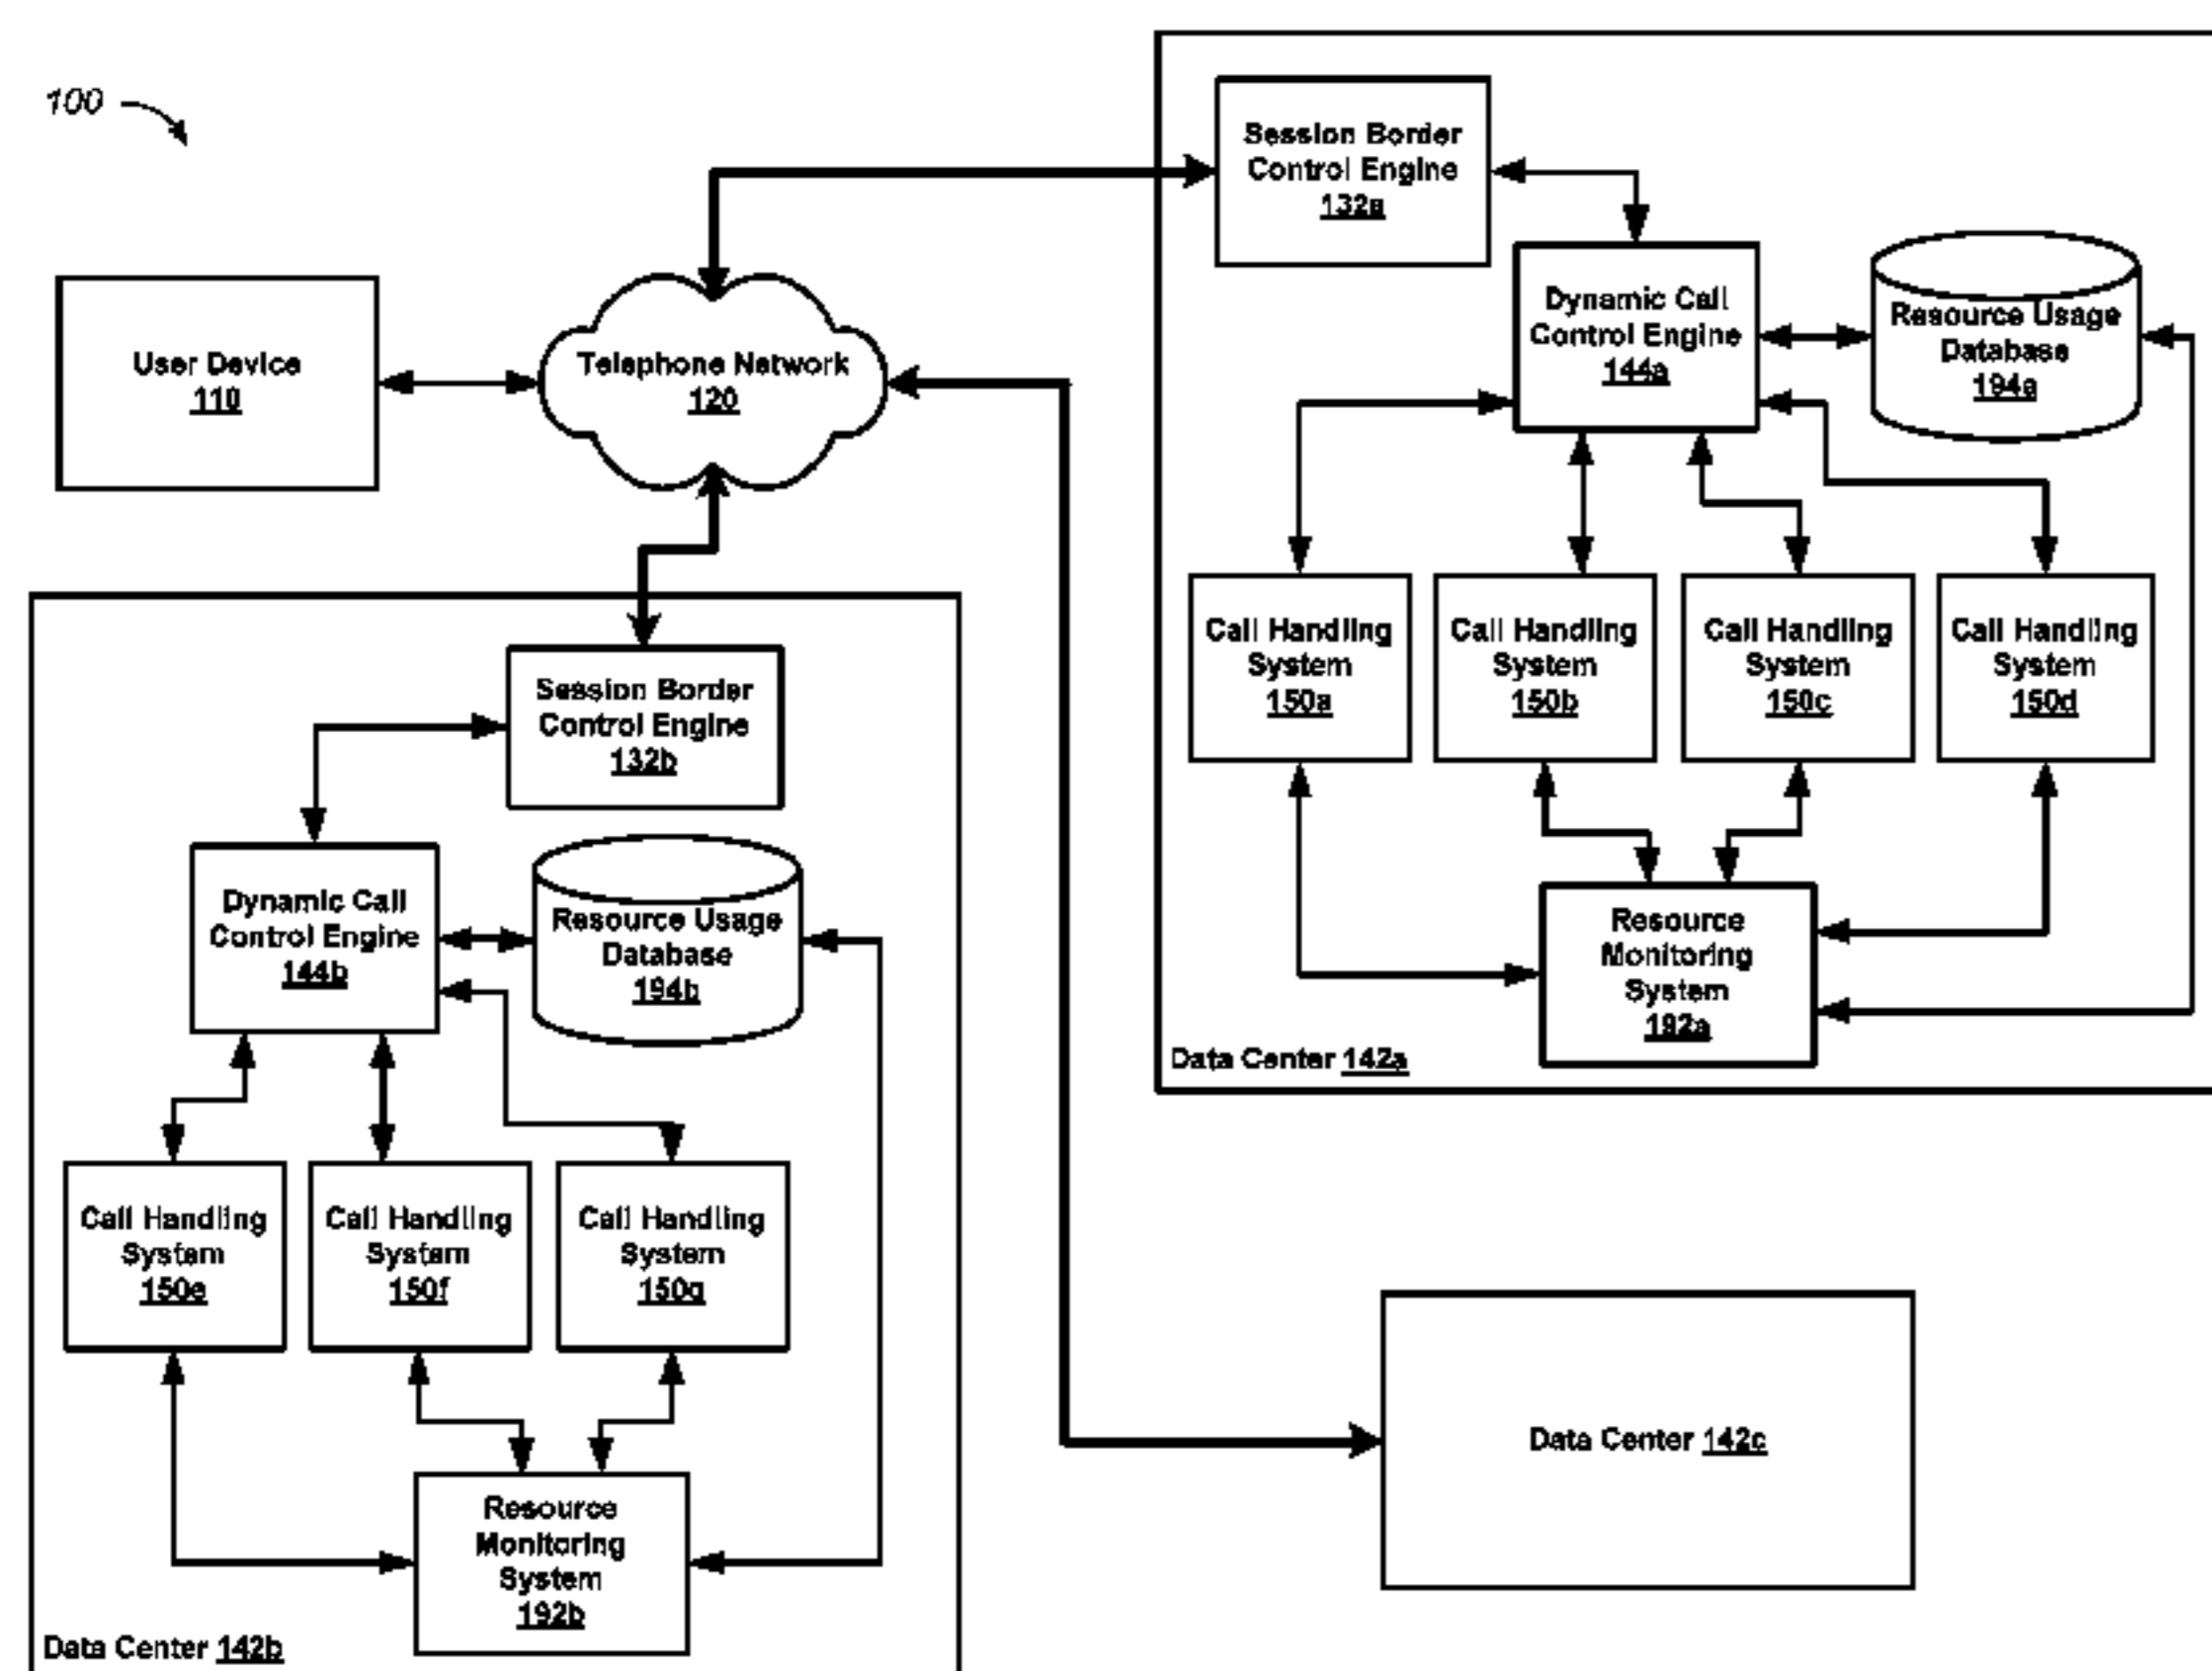 100
Session Border
Control Engine
132a
Dynamic Call
Control Engine
144a
Resource Usage
Database
194a
User Device
110
Telephone Network
120
Call Handling
System
150a
Call Handling
System
150b
Call Handling
System
150c
Call Handling
System
150d
Resource
Monitoring
System
192a
Data Center 142a
Session Border
Control Engine
132b
Dynamic Call
Control Engine
144b
Resource Usage
Database
194b
Call Handling
System
150e
Call Handling
System
150f
Call Handling
System
150g
Resource
Monitoring
System
192b
Data Center 142b
Data Center 142c